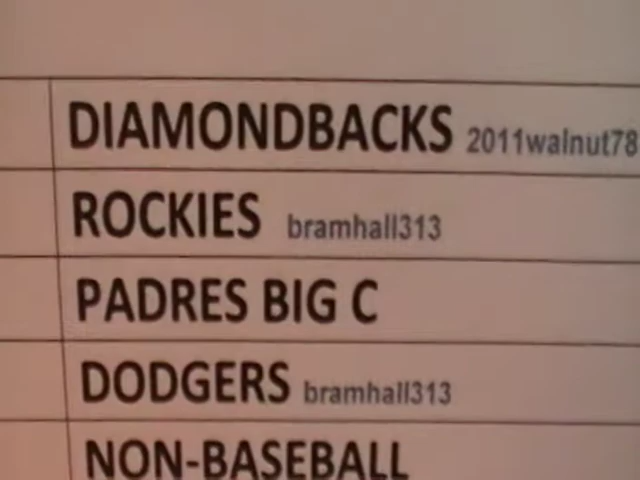 DIAMONDBACKS 2011walnut78
ROCKIES bramhall313
PADRES BIG C
DODGERS bramhall313
NON-BASEBALL